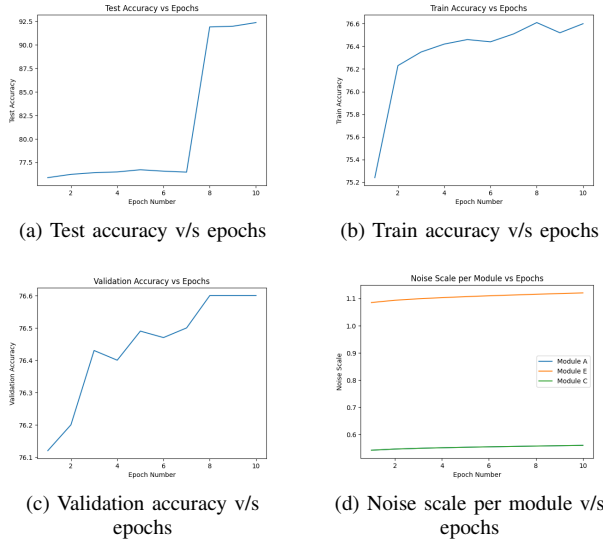 Test Accuracy vs Epochs
92.5
90.0
87.5
85.0
82.5
80.0
77.5
Test Accuracy
2 4 6 8 10
Epoch Number
(a) Test accuracy v/s epochs
Train Accuracy vs Epochs
76.6
76.4
76.2
76.0
75.8
75.6
75.4
75.2
Train Accuracy
2 4 6 8 10
Epoch Number
(b) Train accuracy v/s epochs
Validation Accuracy vs Epochs
76.6
76.5
76.4
76.3
76.2
76.1
Validation Accuracy
2 4 6 8 10
Epoch Number
(c) Validation accuracy v/s
epochs
Noise Scale per Module vs Epochs
1.1
1.0
0.9
0.8
0.7
0.6
Noise Scale
Module A
Module E
Module C
2 4 6 8 10
Epoch Number
(d) Noise scale per module v/s
epochs